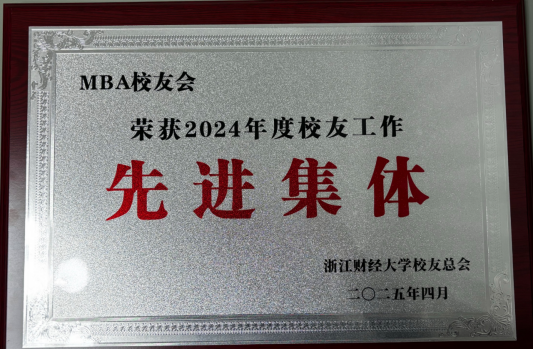 MBA校友会
荣获2024年度校友工作
先进集体
浙江财经大学校友总会
二〇二五年四月